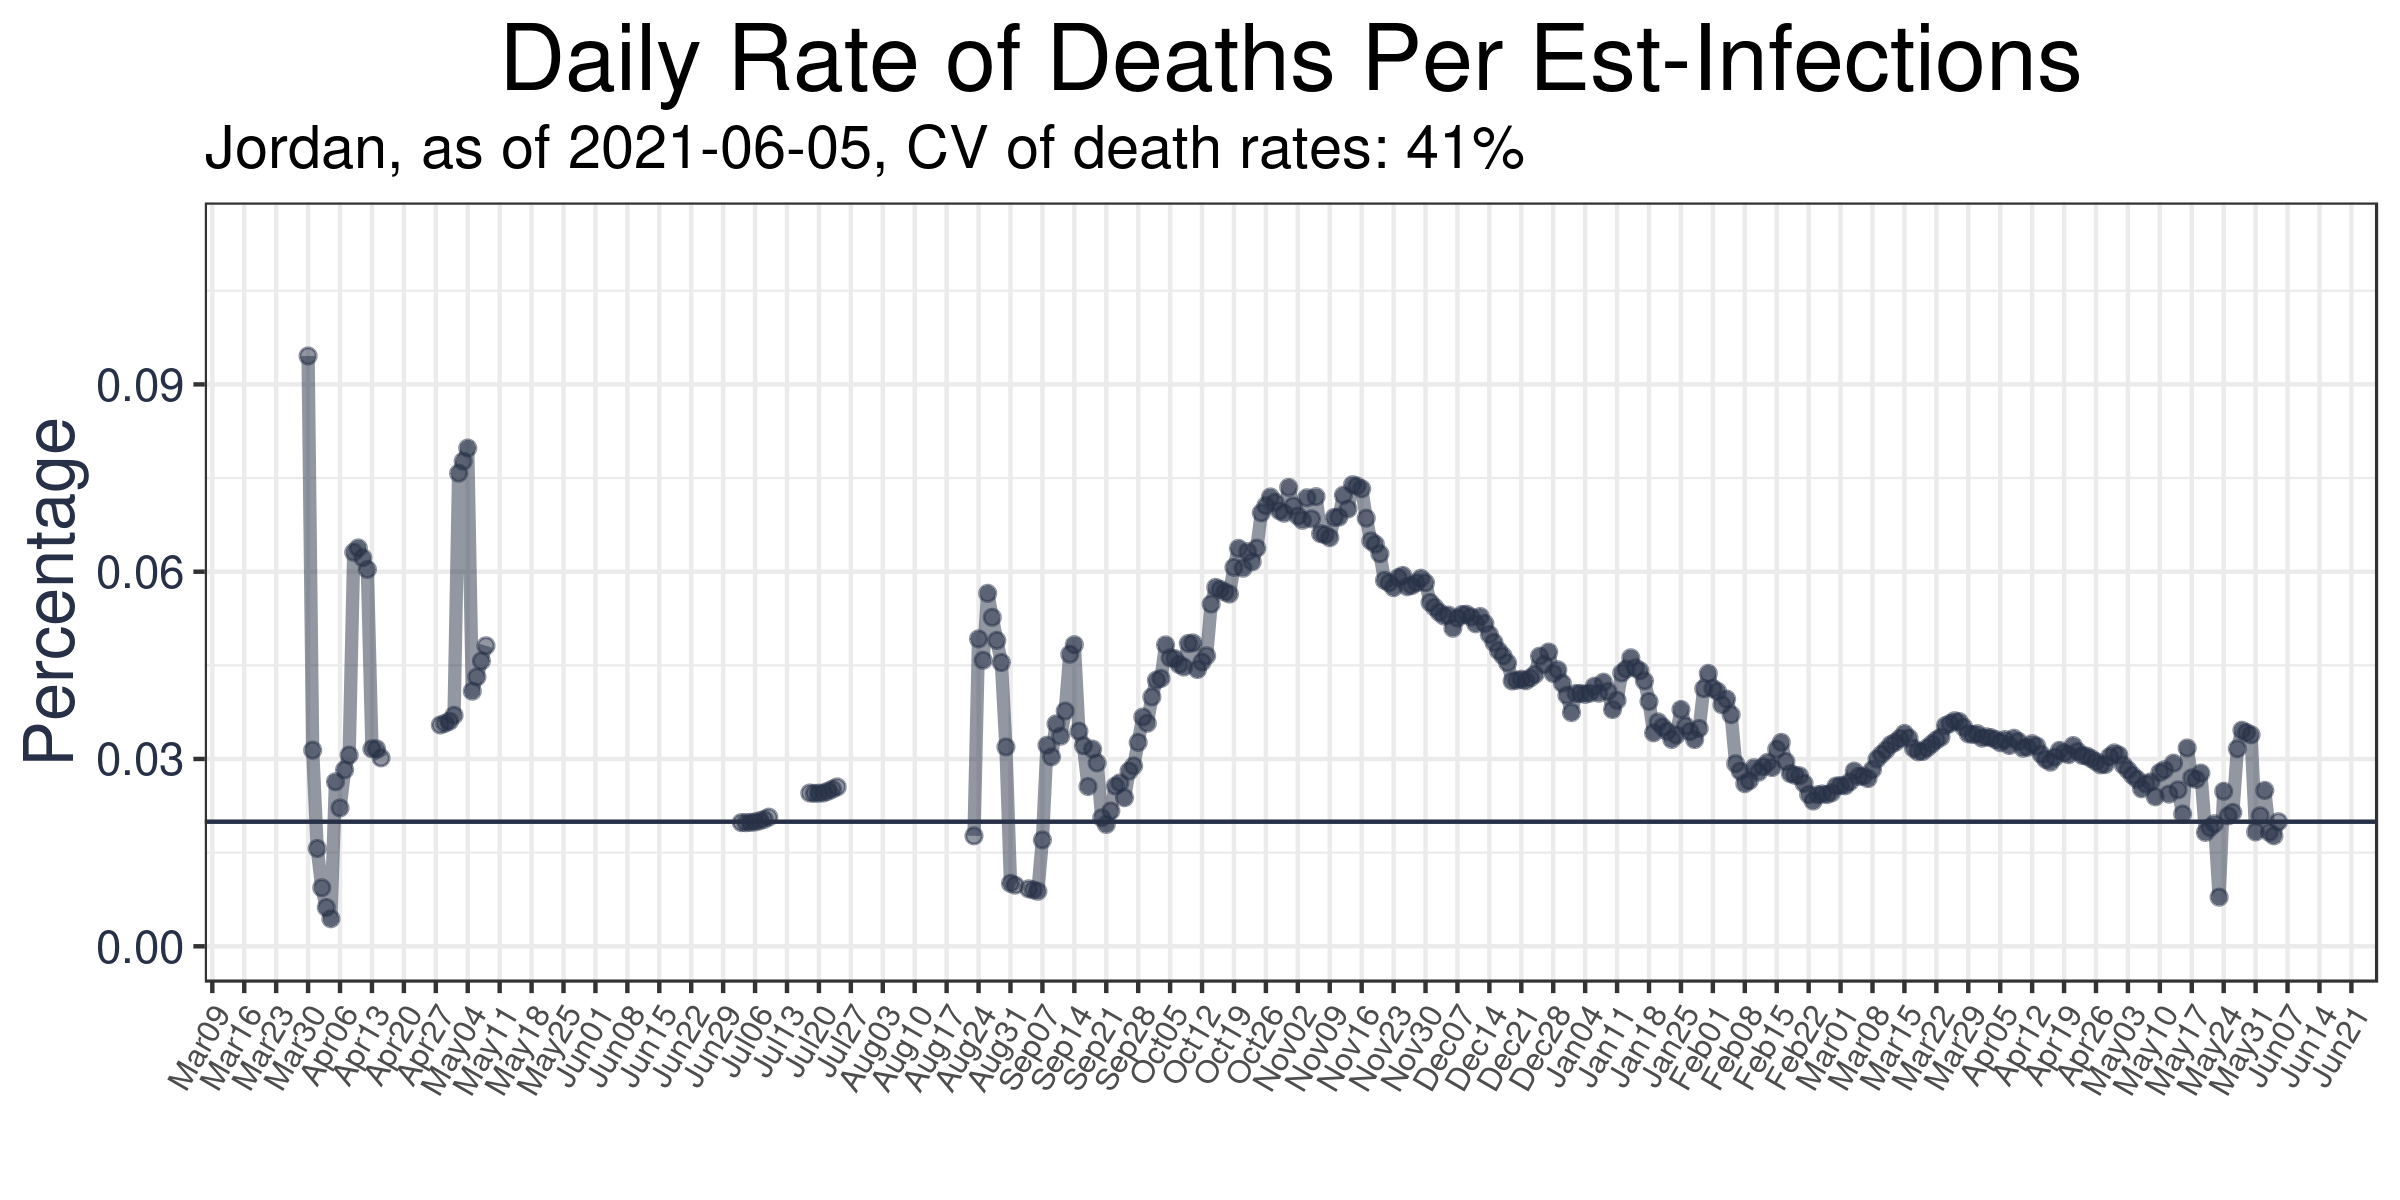 Daily Rate of Deaths Per Est-Infections
Jordan, as of 2021-06-05, CV of death rates: 41%
Percentage
0.09
0.06
0.03
0.00
Mar09
Mar16
Mar23
Mar30
Apr06
Apr13
Apr20
Apr27
May04
May11
May18
May25
Jun01
Jun08
Jun15
Jun22
Jun29
Jul06
Jul13
Jul20
Jul27
Aug03
Aug10
Aug17
Aug24
Aug31
Sep07
Sep14
Sep21
Sep28
Oct05
Oct12
Oct19
Oct26
Nov02
Nov09
Nov16
Nov23
Nov30
Dec07
Dec14
Dec21
Dec28
Jan04
Jan11
Jan18
Jan25
Feb01
Feb08
Feb15
Feb22
Mar01
Mar08
Mar15
Mar22
Mar29
Apr05
Apr12
Apr19
Apr26
May03
May10
May17
May24
May31
Jun07
Jun14
Jun21